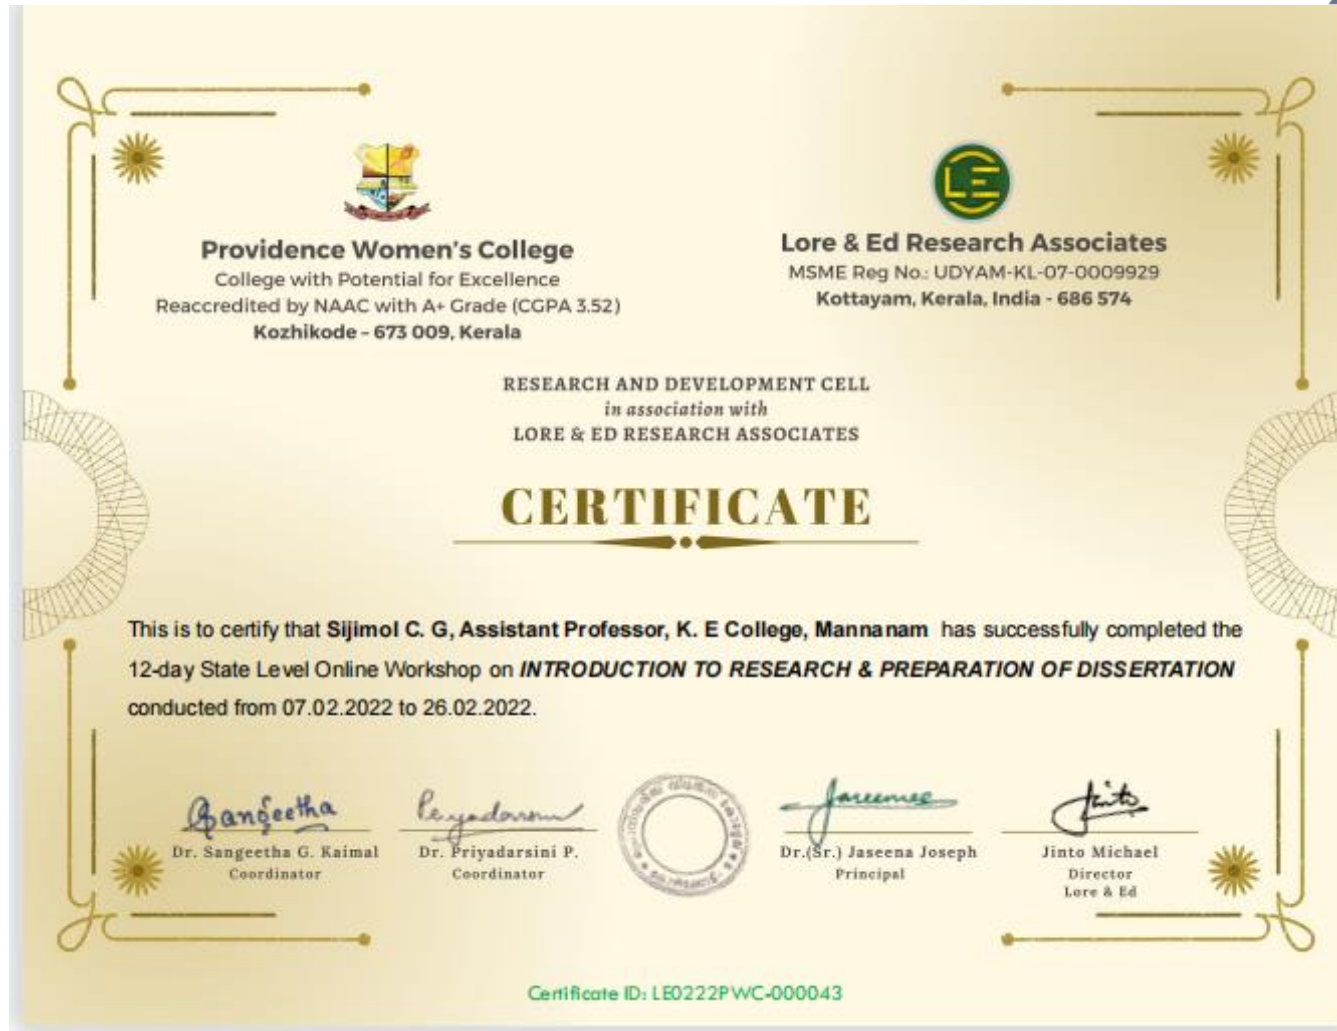 Providence Women's College
College with Potential for Excellence
Reaccredited by NAAC with A+ Grade (CGPA 3.52)
Kozhikode – 673 009, Kerala
LE
Lore & Ed Research Associates
MSME Reg No.: UDYAM-KL-07-0009929
Kottayam, Kerala, India - 686 574
RESEARCH AND DEVELOPMENT CELL
in association with
LORE & ED RESEARCH ASSOCIATES
CERTIFICATE
This is to certify that Sijimol C. G, Assistant Professor, K. E College, Mannanam has successfully completed the
12-day State Level Online Workshop on INTRODUCTION TO RESEARCH & PREPARATION OF DISSERTATION
conducted from 07.02.2022 to 26.02.2022.
Sangeetha
Dr. Sangeetha G. Kaimal
Coordinator
Dr. Priyadarsini P.
Coordinator
Dr.(Sr.) Jaseena Joseph
Principal
Jinto
Jinto Michael
Director
Lore & Ed
Certificate ID: LE0222PWC-000043